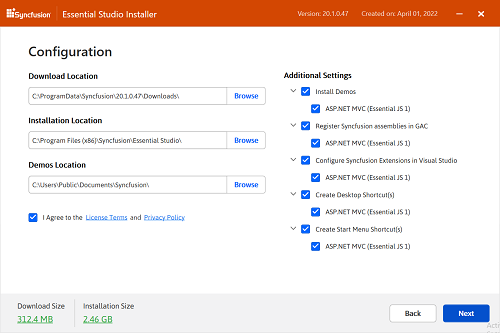 Syncfusion Essential Studio Installer Version: 20.1.0.47 Created on: April 01, 2022
Configuration
Download Location
C:\ProgramData\Syncfusion\20.1.0.47\Downloads\ Browse
Installation Location
C:\Program Files (x86)\Syncfusion\Essential Studio\ Browse
Demos Location
C:\Users\Public\Documents\Syncfusion\ Browse
I Agree to the License Terms and Privacy Policy
Additional Settings
Install Demos
ASP.NET MVC (Essential JS 1)
Register Syncfusion assemblies in GAC
ASP.NET MVC (Essential JS 1)
Configure Syncfusion Extensions in Visual Studio
ASP.NET MVC (Essential JS 1)
Create Desktop Shortcut(s)
ASP.NET MVC (Essential JS 1)
Create Start Menu Shortcut(s)
ASP.NET MVC (Essential JS 1)
Download Size Installation Size
312.4 MB 2.46 GB
Back Next